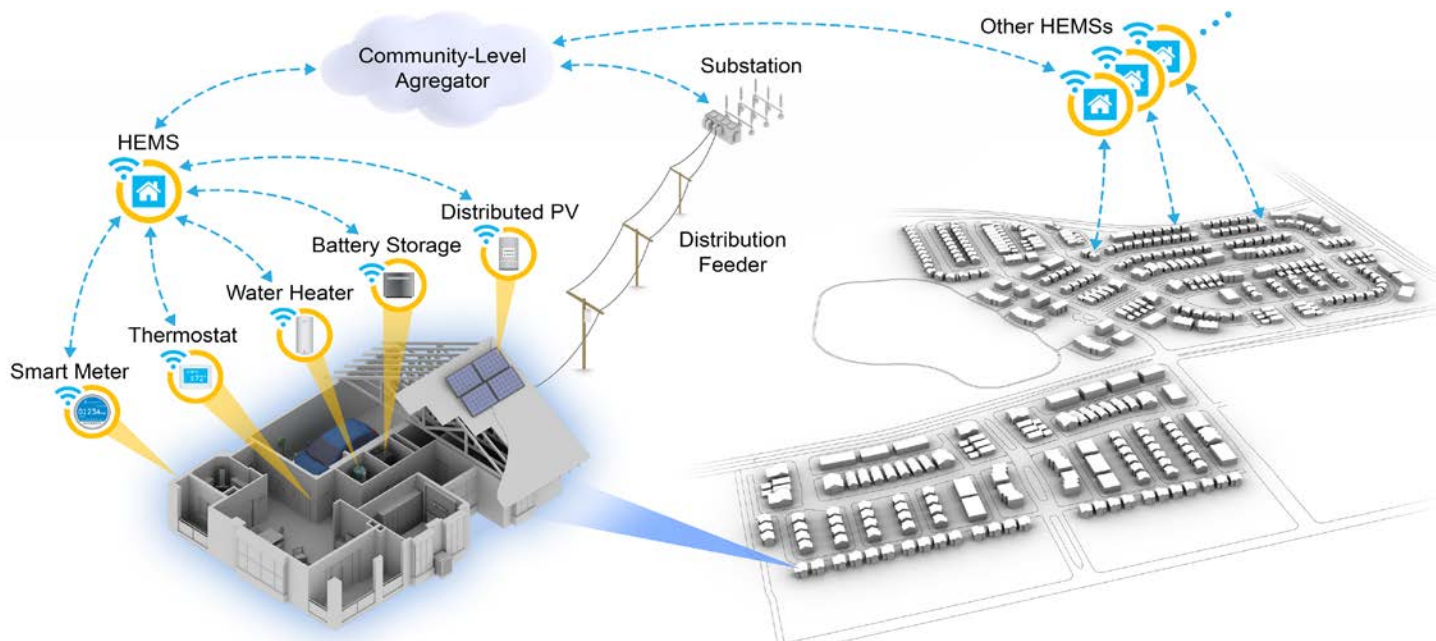 Community-Level
Agregator
Other HEMSs
Substation
HEMS
Distributed PV
Battery Storage
Distribution
Feeder
Water Heater
Thermostat
Smart Meter